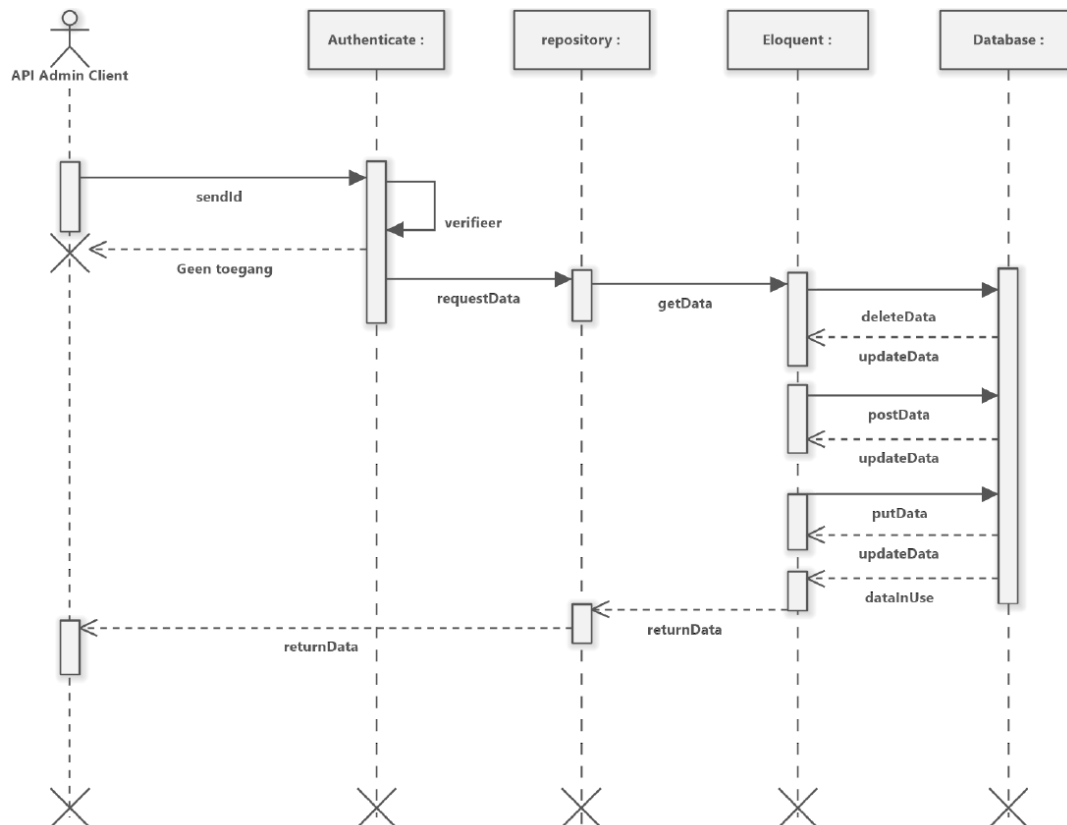 API Admin Client
Authenticate :
repository :
Eloquent :
Database :
sendId
verifieer
Geen toegang
requestData
getData
deleteData
updateData
postData
updateData
putData
updateData
dataInUse
returnData
returnData